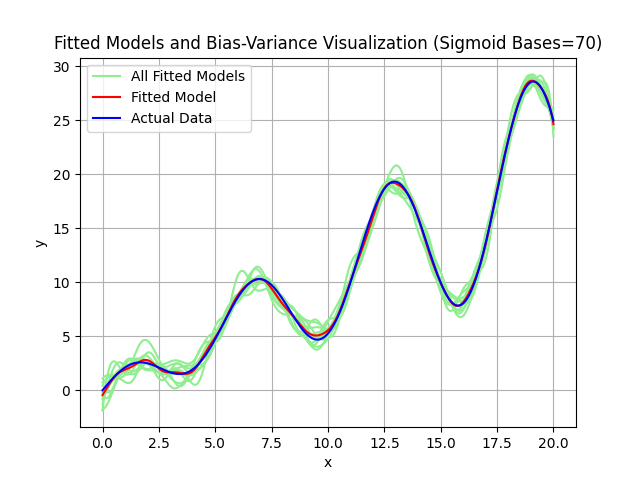 Fitted Models and Bias-Variance Visualization (Sigmoid Bases=70)
All Fitted Models
Fitted Model
Actual Data
30
25
20
15
10
5
0
y
0.0 2.5 5.0 7.5 10.0 12.5 15.0 17.5 20.0
x